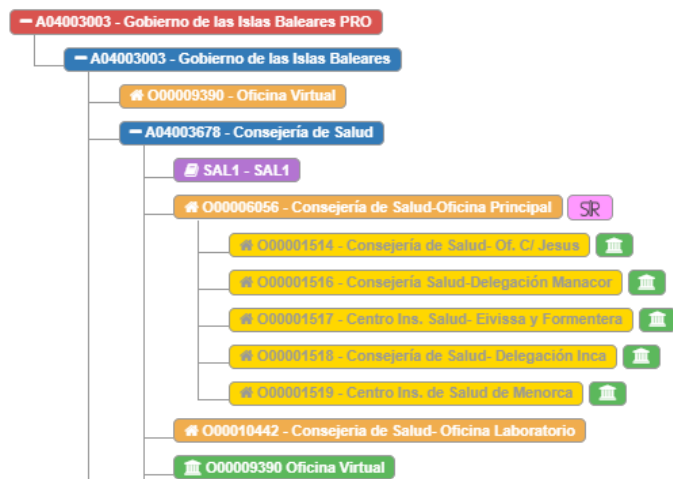 A04003003 - Gobierno de las Islas Baleares PRO
A04003003 - Gobierno de las Islas Baleares
O00009390 - Oficina Virtual
A04003678 - Consejería de Salud
SAL1 - SAL1
O00006056 - Consejería de Salud-Oficina Principal SIR
O00001514 - Consejería de Salud- Of. C/ Jesus
O00001516 - Consejería Salud-Delegación Manacor
O00001517 - Centro Ins. Salud- Eivissa y Formentera
O00001518 - Consejería de Salud- Delegación Inca
O00001519 - Centro Ins. de Salud de Menorca
O00010442 - Consejería de Salud- Oficina Laboratorio
O00009390 Oficina Virtual